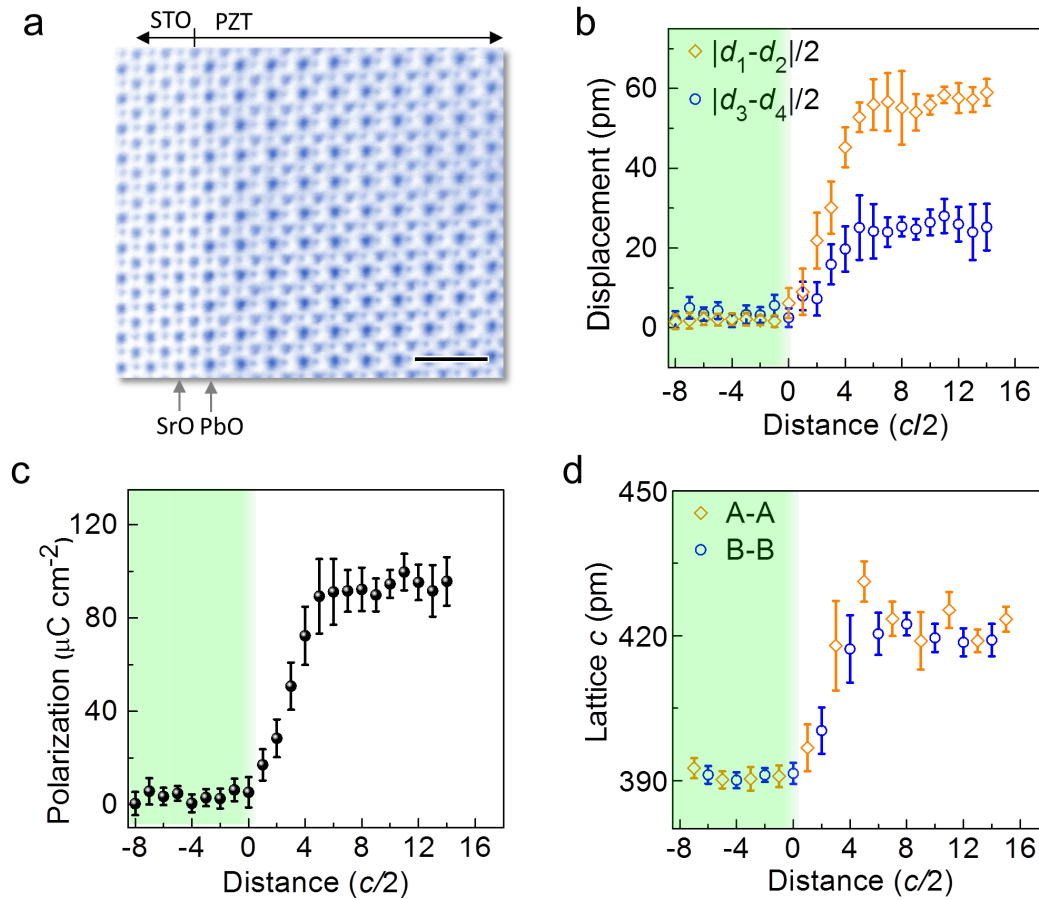 a
STO PZT
SrO PbO
b
|d₁-d₂|/2
|d₃-d₄|/2
Displacement (pm)
60
40
20
0
-8 -4 0 4 8 12 16
Distance (c/2)
c
Polarization (μC cm⁻²)
120
80
40
0
-8 -4 0 4 8 12 16
Distance (c/2)
d
A-A
B-B
Lattice c (pm)
450
420
390
-8 -4 0 4 8 12 16
Distance (c/2)